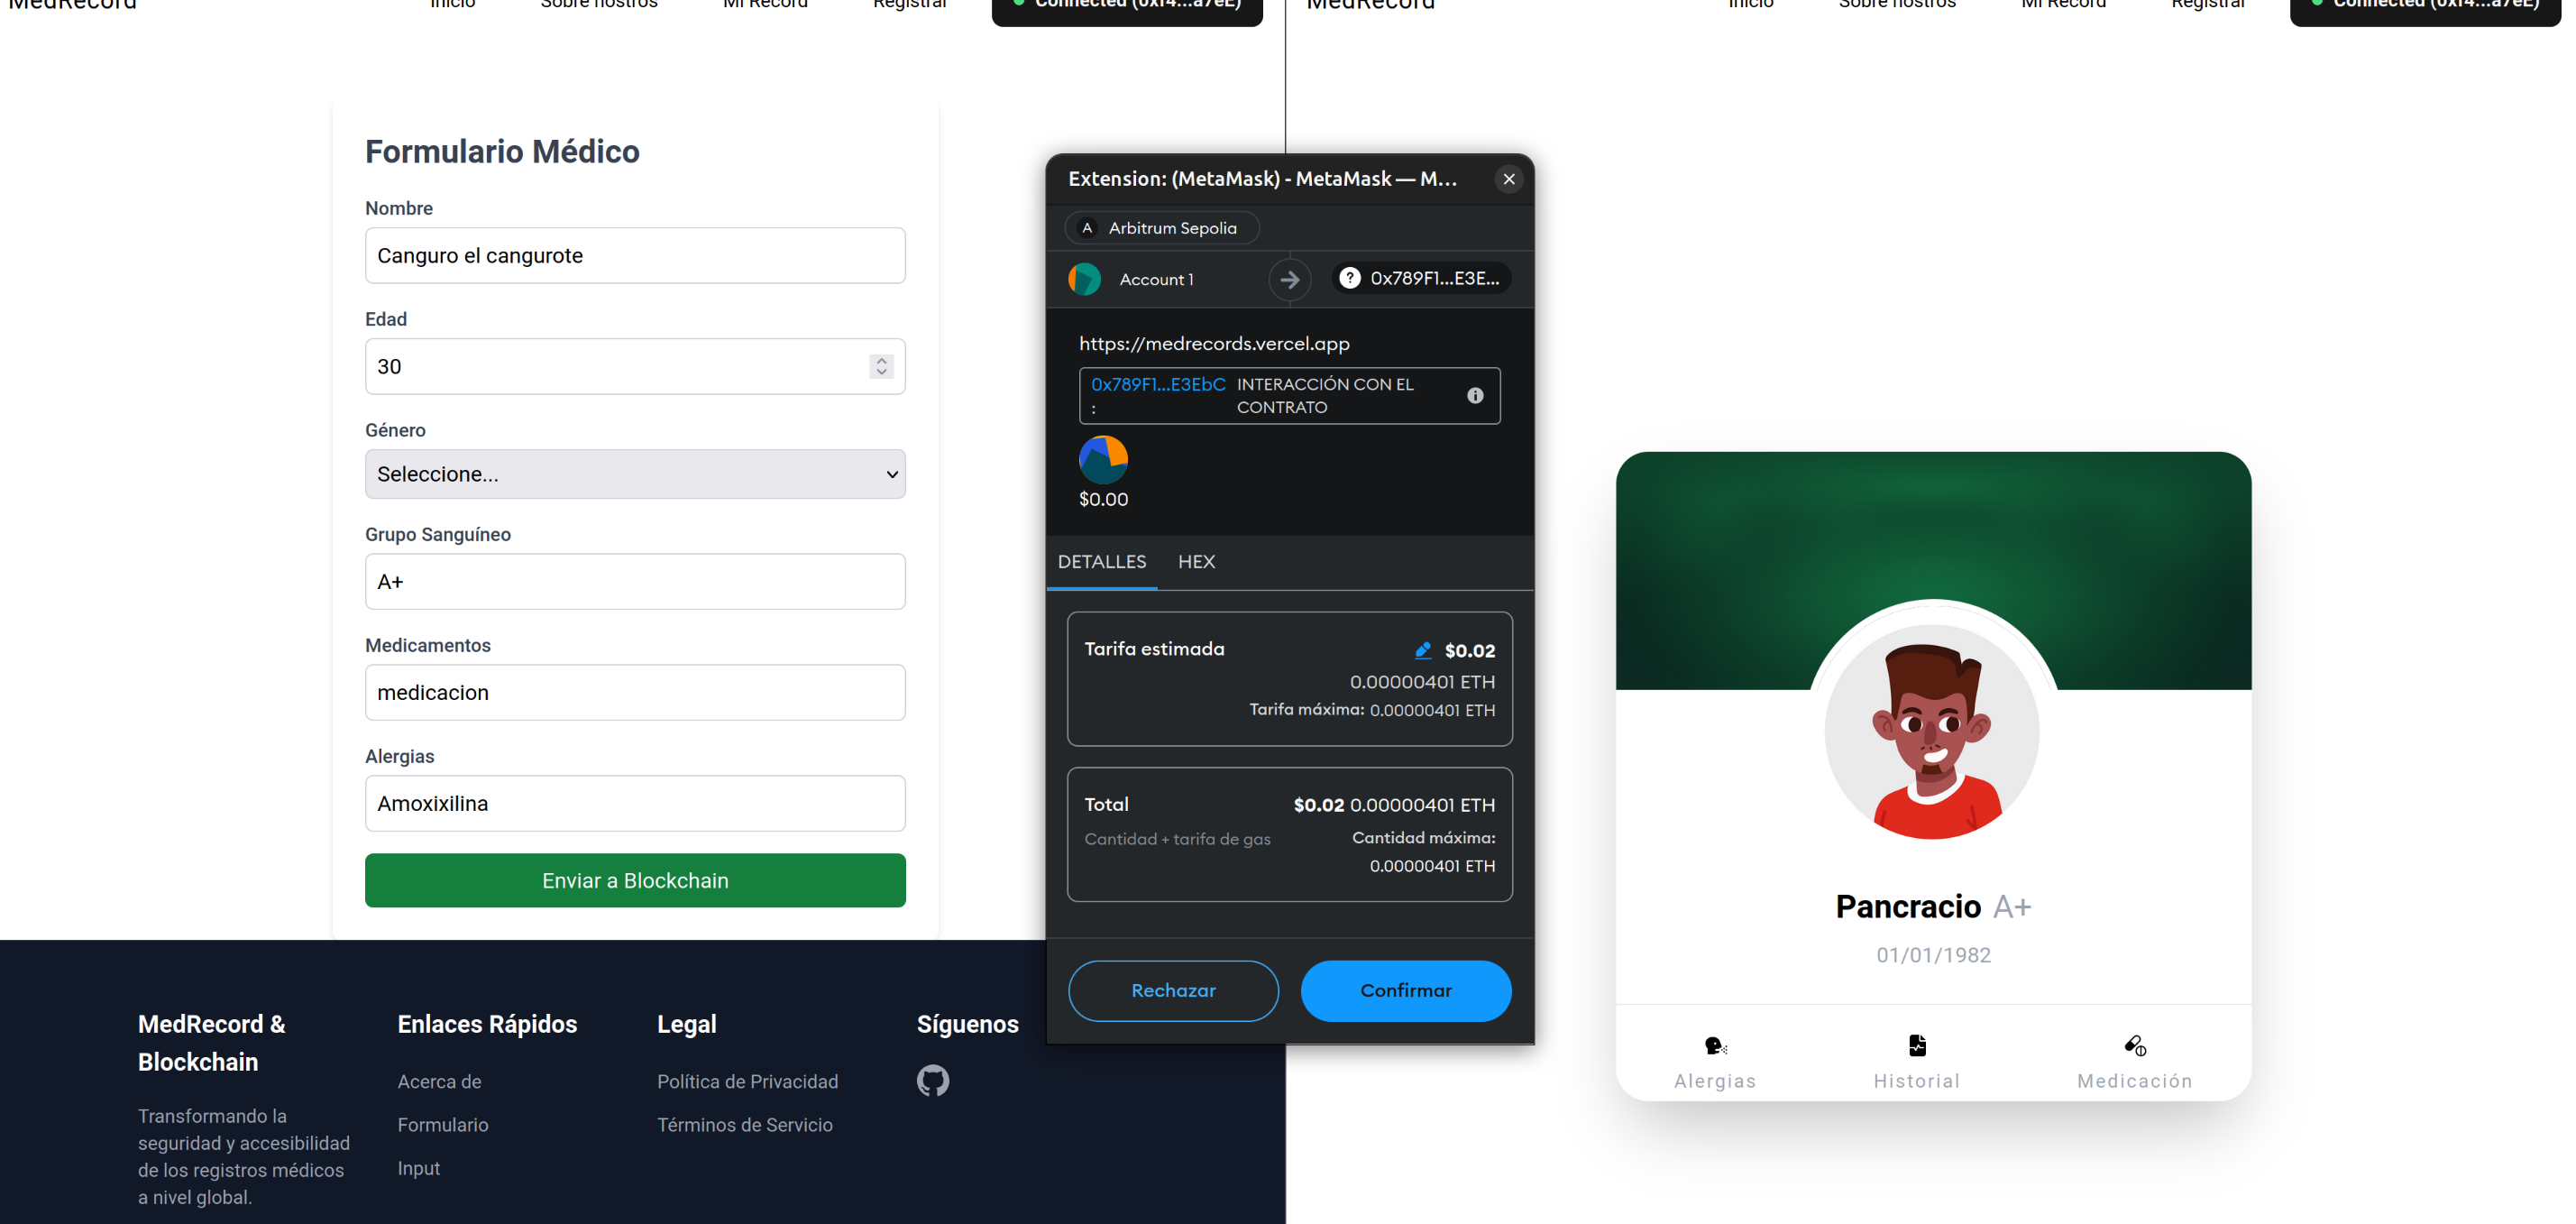 MedRecord
Inicio
Sobre nostros
Mi Record
Registrar
Connected (0xf4...a7eE)
Formulario Médico
Nombre
Canguro el cangurote
Edad
30
Género
Seleccione...
Grupo Sanguíneo
A+
Medicamentos
medicacion
Alergias
Amoxixilina
Enviar a Blockchain
MedRecord &
Blockchain
Transformando la
seguridad y accesibilidad
de los registros médicos
a nivel global.
Enlaces Rápidos
Acerca de
Formulario
Input
Legal
Política de Privacidad
Términos de Servicio
Síguenos
Extension: (MetaMask) - MetaMask — M...
A Arbitrum Sepolia
Account 1
? 0x789F1...E3E...
https://medrecords.vercel.app
0x789F1...E3EbC INTERACCIÓN CON EL
: CONTRATO
$0.00
DETALLES
HEX
Tarifa estimada $0.02
0.00000401 ETH
Tarifa máxima: 0.00000401 ETH
Total $0.02 0.00000401 ETH
Cantidad + tarifa de gas Cantidad máxima:
0.00000401 ETH
Rechazar
Confirmar
MedRecord
Inicio
Sobre nostros
Mi Record
Registrar
Connected (0xf4...a7eE)
Pancracio A+
01/01/1982
Alergias
Historial
Medicación